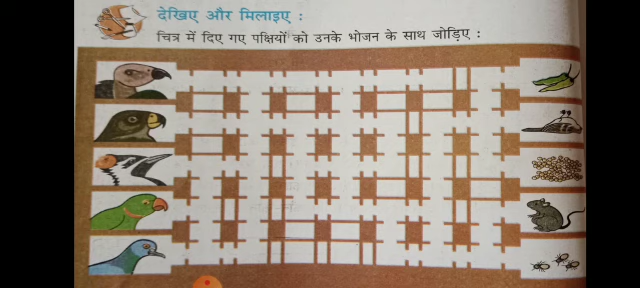 देखिए और मिलाइए :
चित्र में दिए गए पक्षियों को उनके भोजन के साथ जोड़िए :